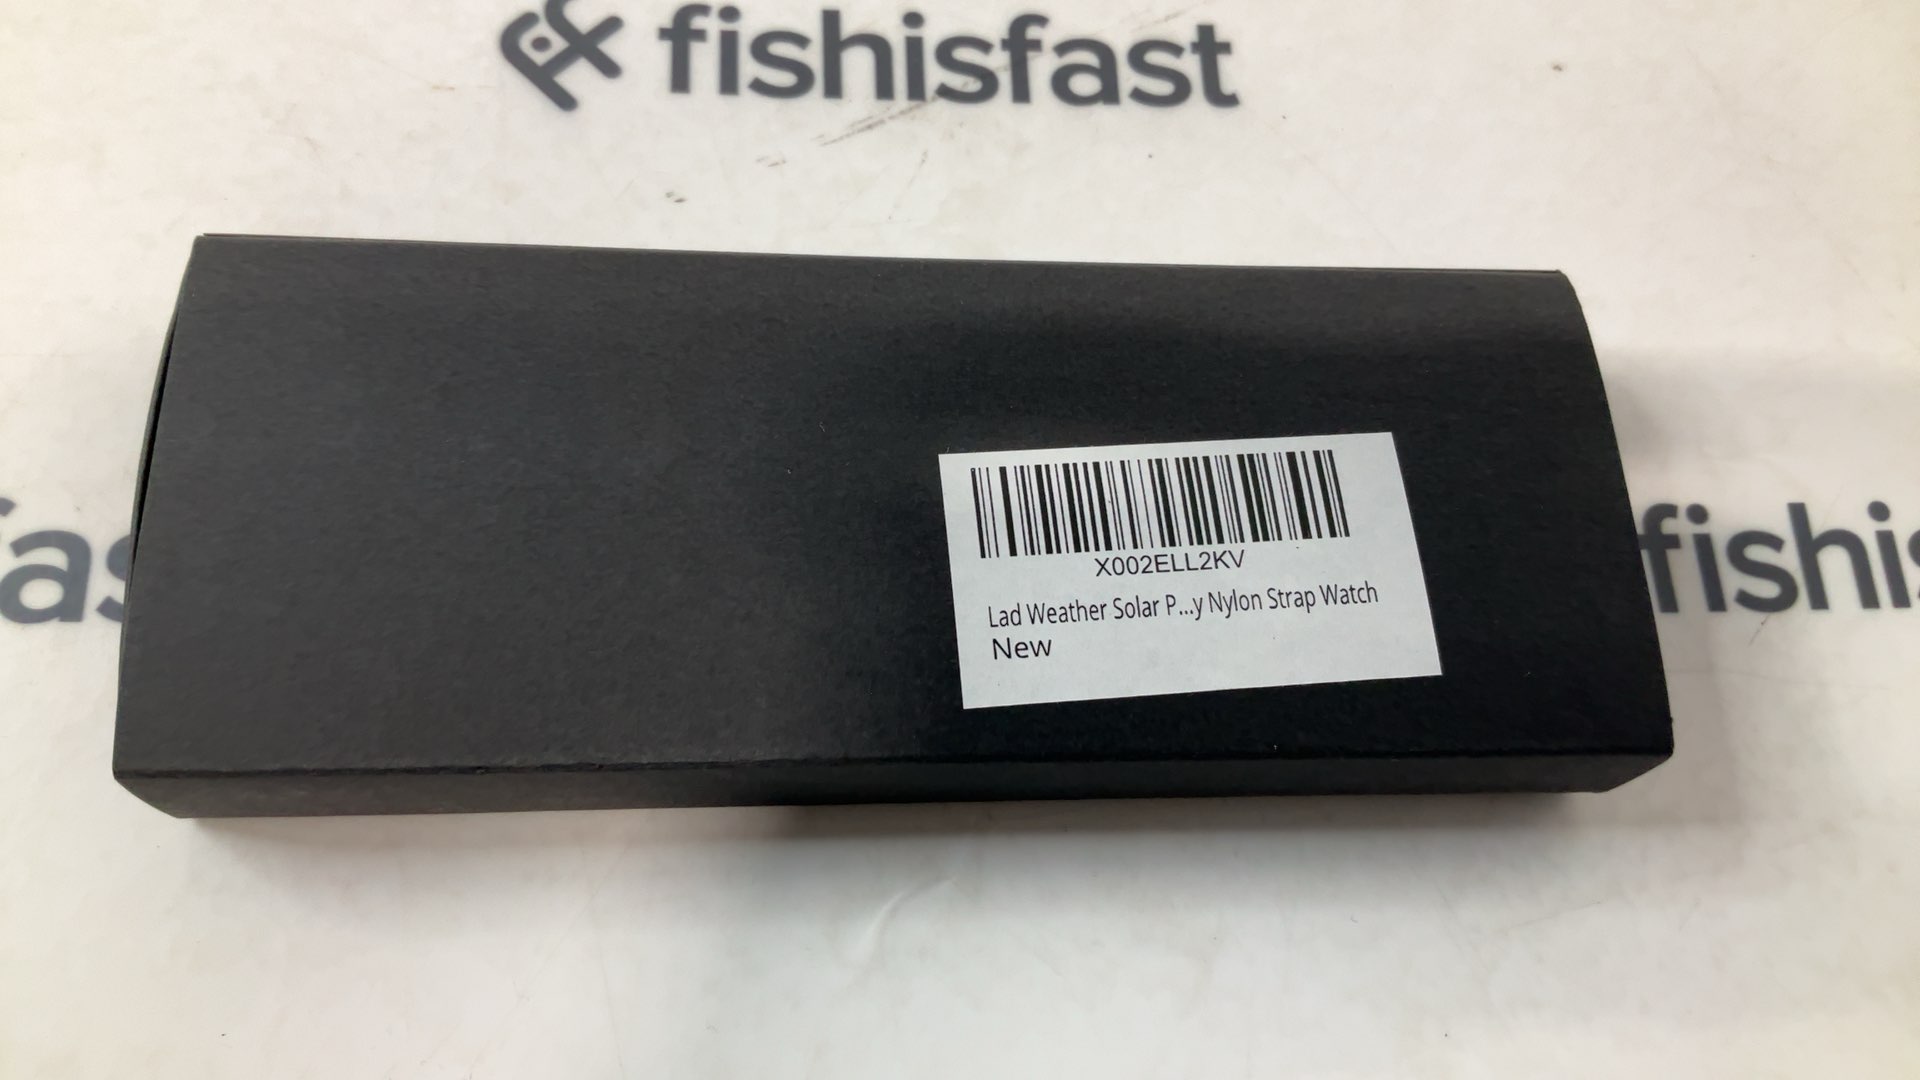 fishisfast
fas
fishis
X002ELL2KV
Lad Weather Solar P...y Nylon Strap Watch
New